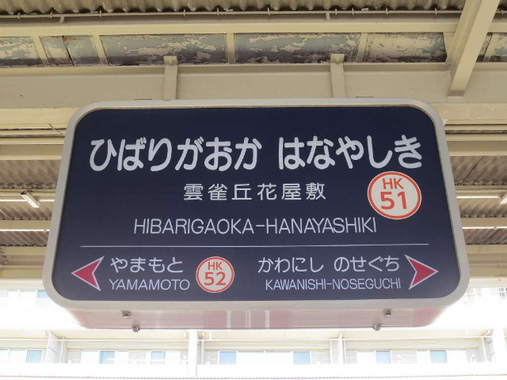 ひばりがおか はなやしき
雲雀丘花屋敷
HK
51
HIBARIGAOKA-HANAYASHIKI
やまもと
YAMAMOTO
HK
52
かわにし のせぐち
KAWANISHI-NOSEGUCHI